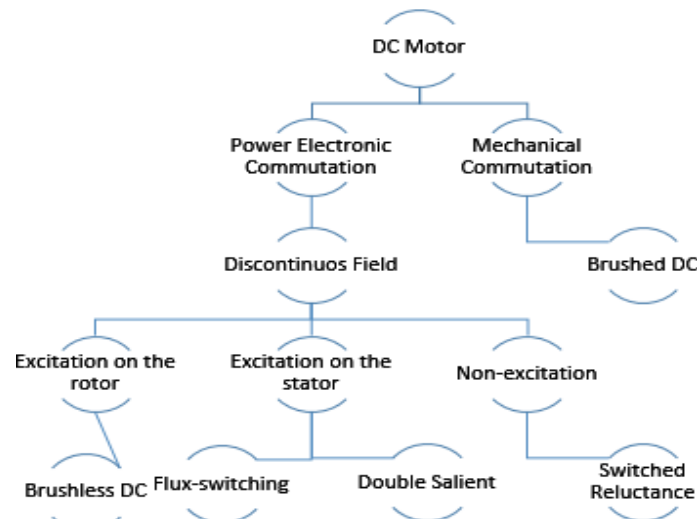 DC Motor
Power Electronic
Commutation
Mechanical
Commutation
Discontinuos Field
Brushed DC
Excitation on the
rotor
Excitation on the
stator
Non-excitation
Brushless DC
Flux-switching
Double Salient
Switched
Reluctance